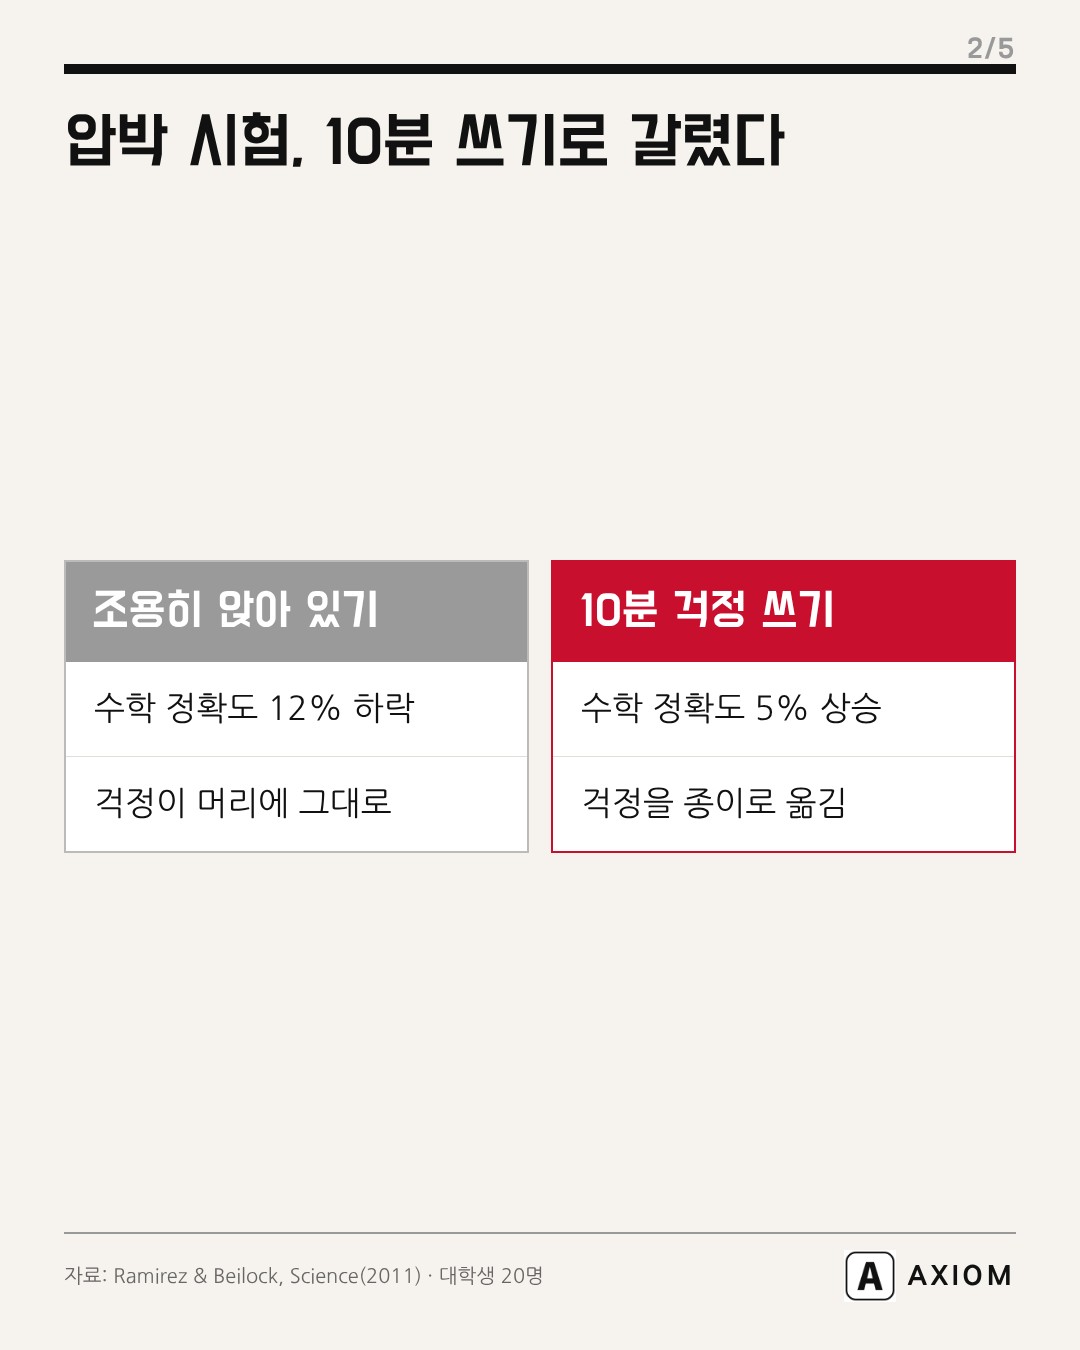 2/5
압박 시험, 10분 쓰기로 갈렸다
조용히 앉아 있기
수학 정확도 12% 하락
걱정이 머리에 그대로
10분 걱정 쓰기
수학 정확도 5% 상승
걱정을 종이로 옮김
자료: Ramirez & Beilock, Science(2011) · 대학생 20명
A AXIOM